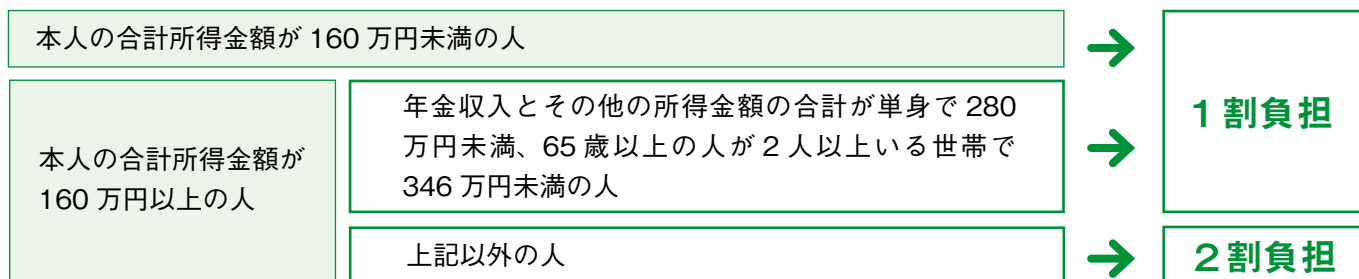 本人の合計所得金額が 160 万円未満の人
本人の合計所得金額が
160 万円以上の人
年金収入とその他の所得金額の合計が単身で 280
万円未満、65 歳以上の人が 2 人以上いる世帯で
346 万円未満の人
1 割負担
上記以外の人
2 割負担